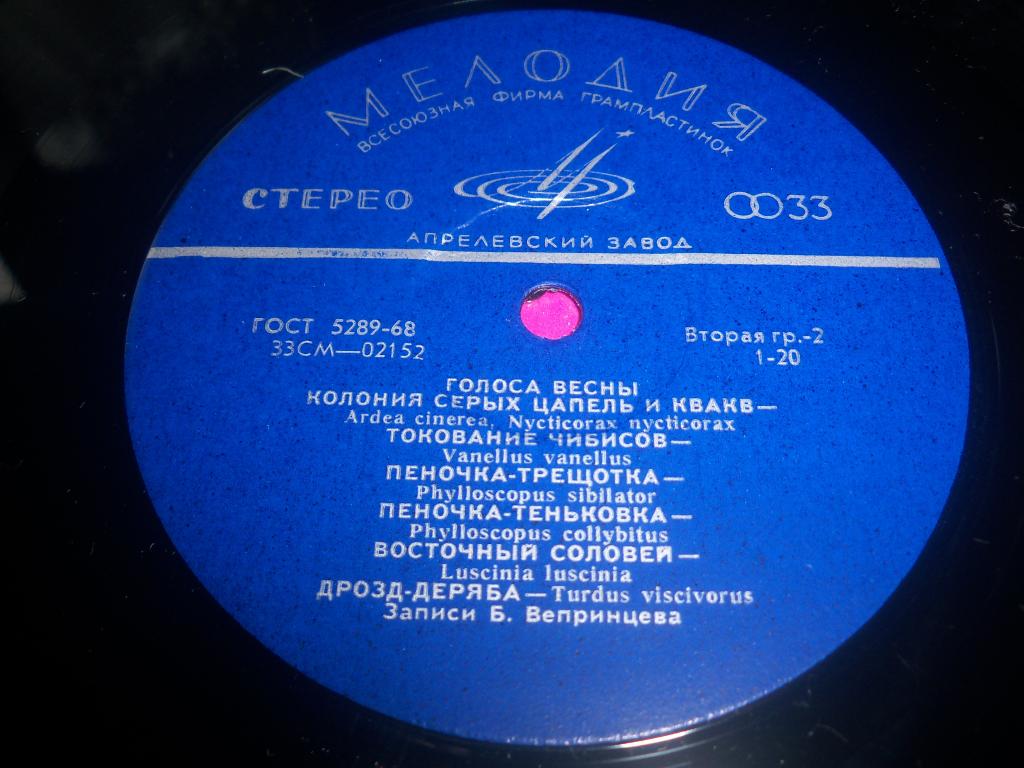 МЕЛОДИЯ
ВСЕСОЮЗНАЯ ФИРМА ГРАМПЛАСТИНОК
СТЕРЕО
33
АПРЕЛЕВСКИЙ ЗАВОД
ГОСТ 5289-68
33СМ—02152
Вторая гр.-2
1-20
ГОЛОСА ВЕСНЫ
КОЛОНИЯ СЕРЫХ ЦАПЕЛЬ И КВАКВ—
Ardea cinerea, Nycticorax nycticorax
ТОКОВАНИЕ ЧИБИСОВ—
Vanellus vanellus
ПЕНОЧКА-ТРЕЩОТКА—
Phylloscopus sibilator
ПЕНОЧКА-ТЕНЬКОВКА—
Phylloscopus collybitus
ВОСТОЧНЫЙ СОЛОВЕЙ—
Luscinia luscinia
ДРОЗД-ДЕРЯБА—Turdus viscivorus
Записи Б. Вепринцева